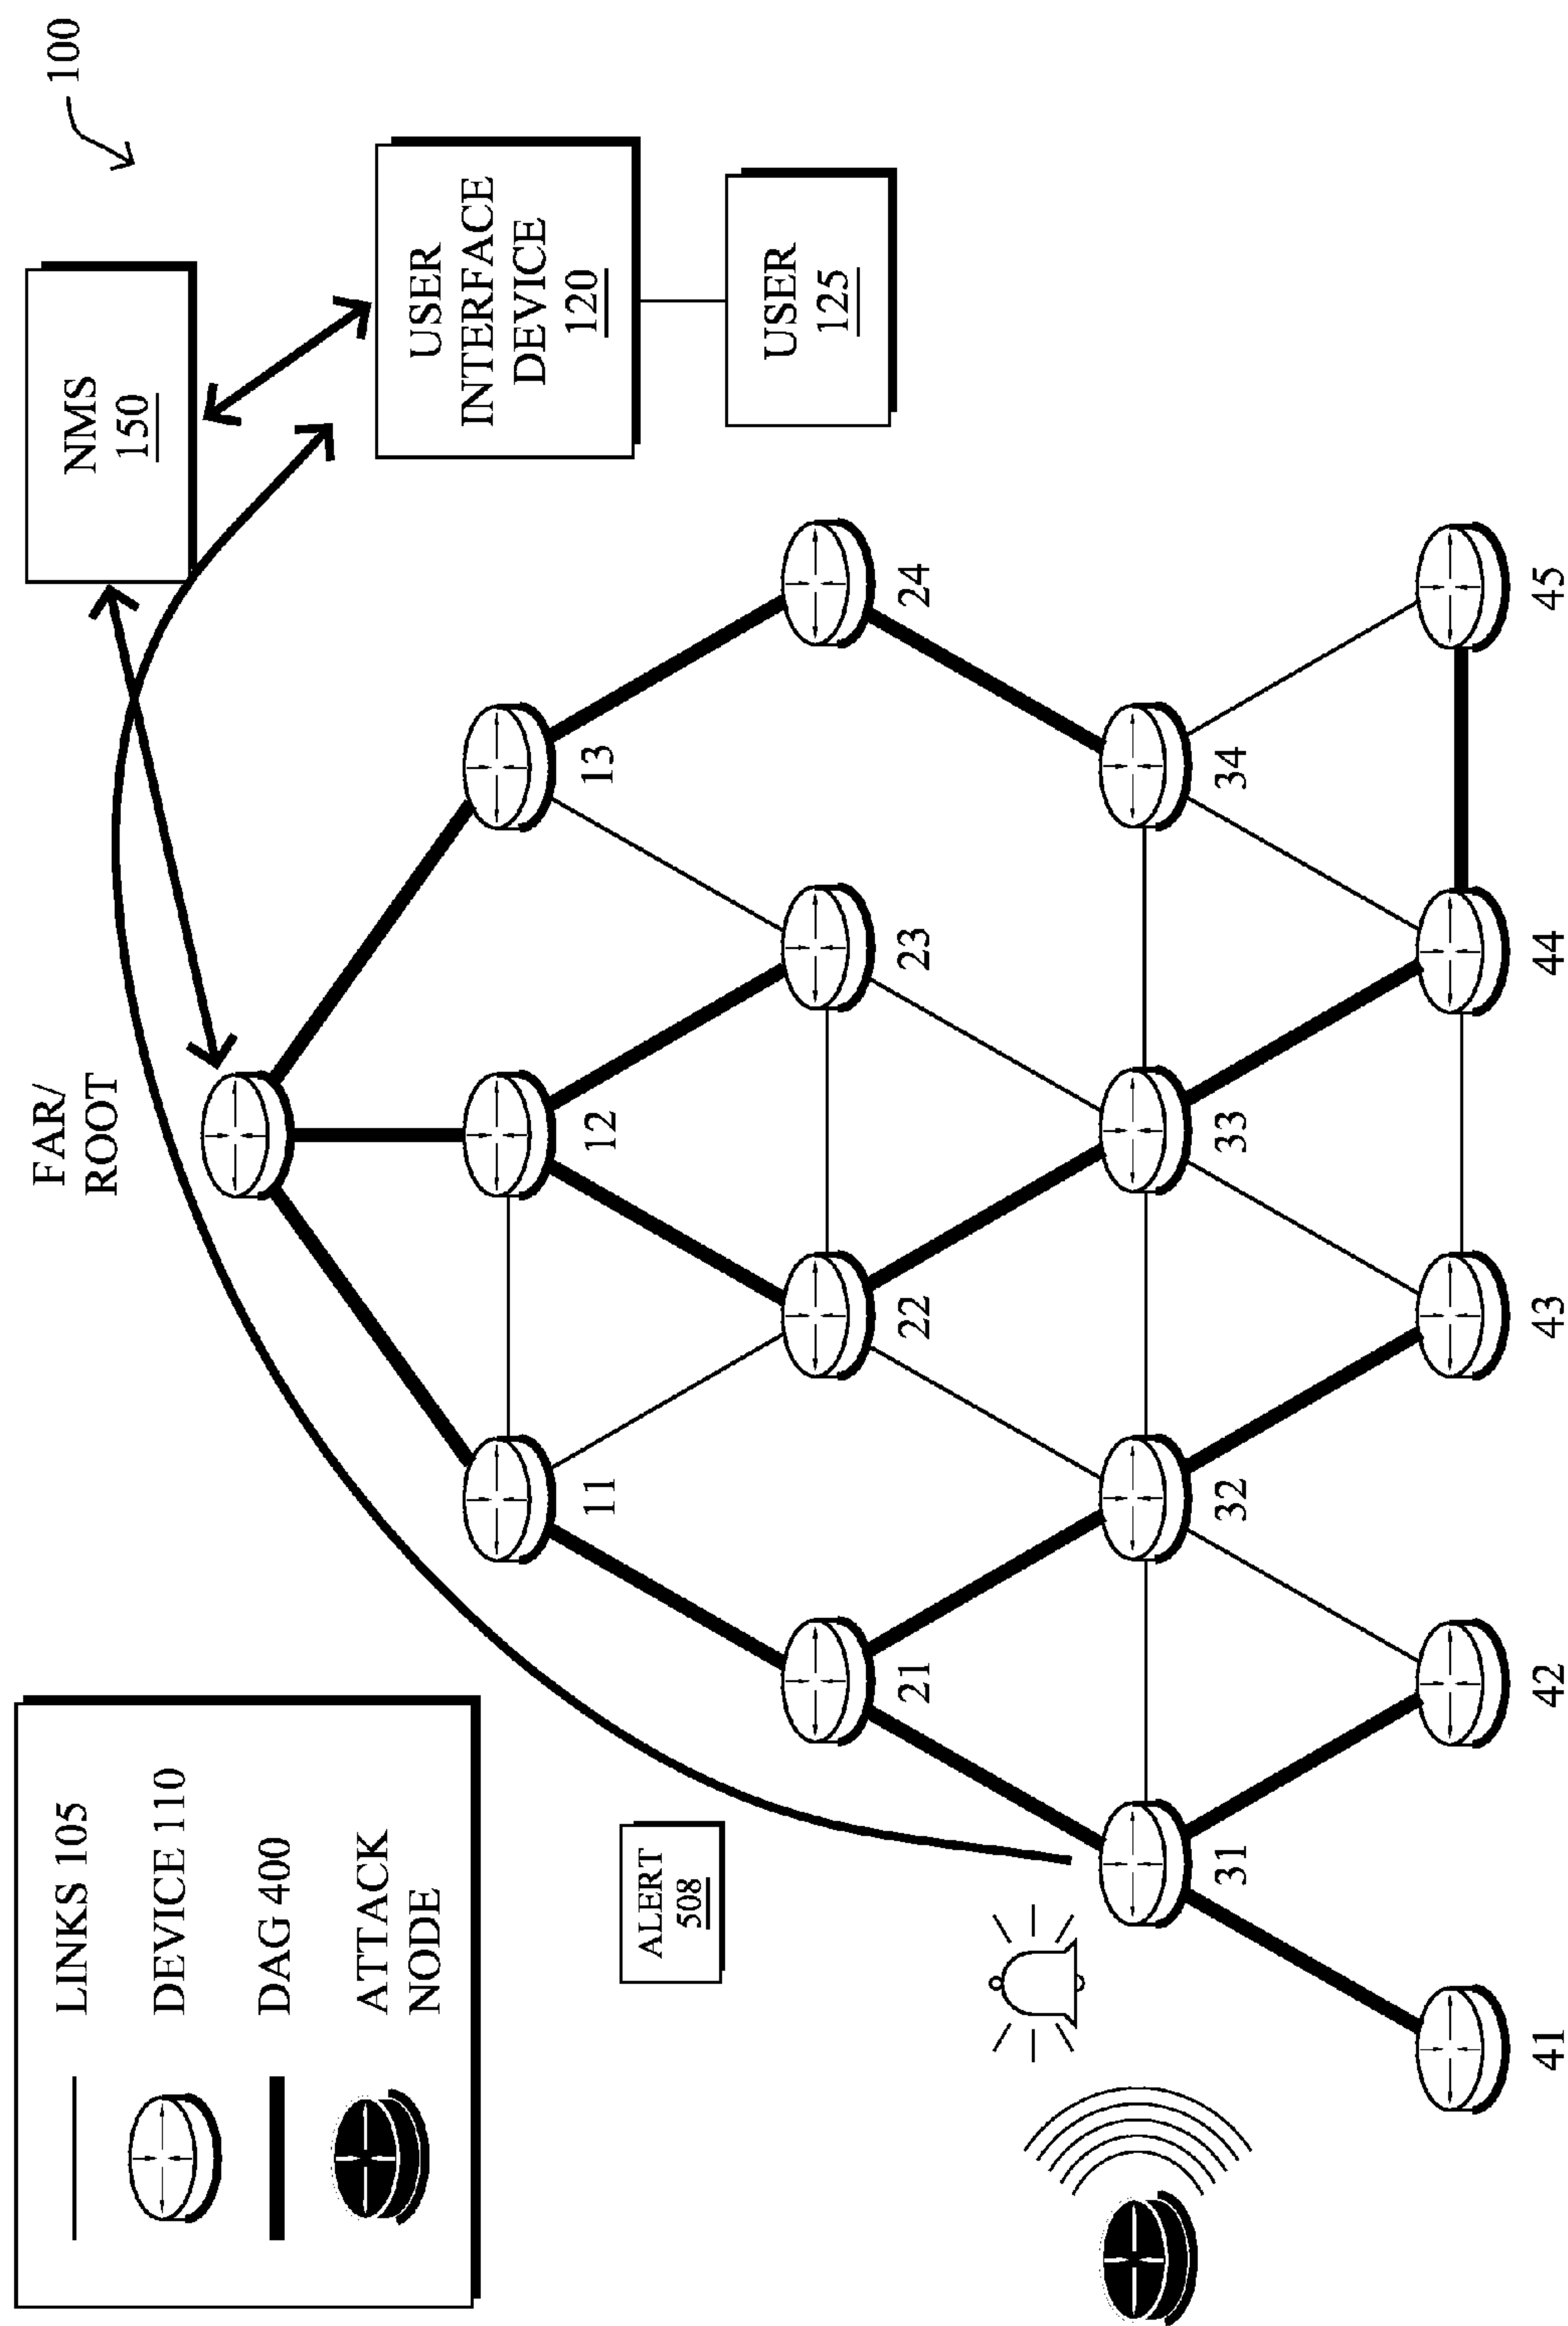 LINKS 105
DEVICE 110
DAG 400
ATTACK
NODE
FAR/
ROOT
NMS
150
100
USER
INTERFACE
DEVICE
120
USER
125
ALERT
508
11
12
13
21
22
23
24
31
32
33
34
41
42
43
44
45